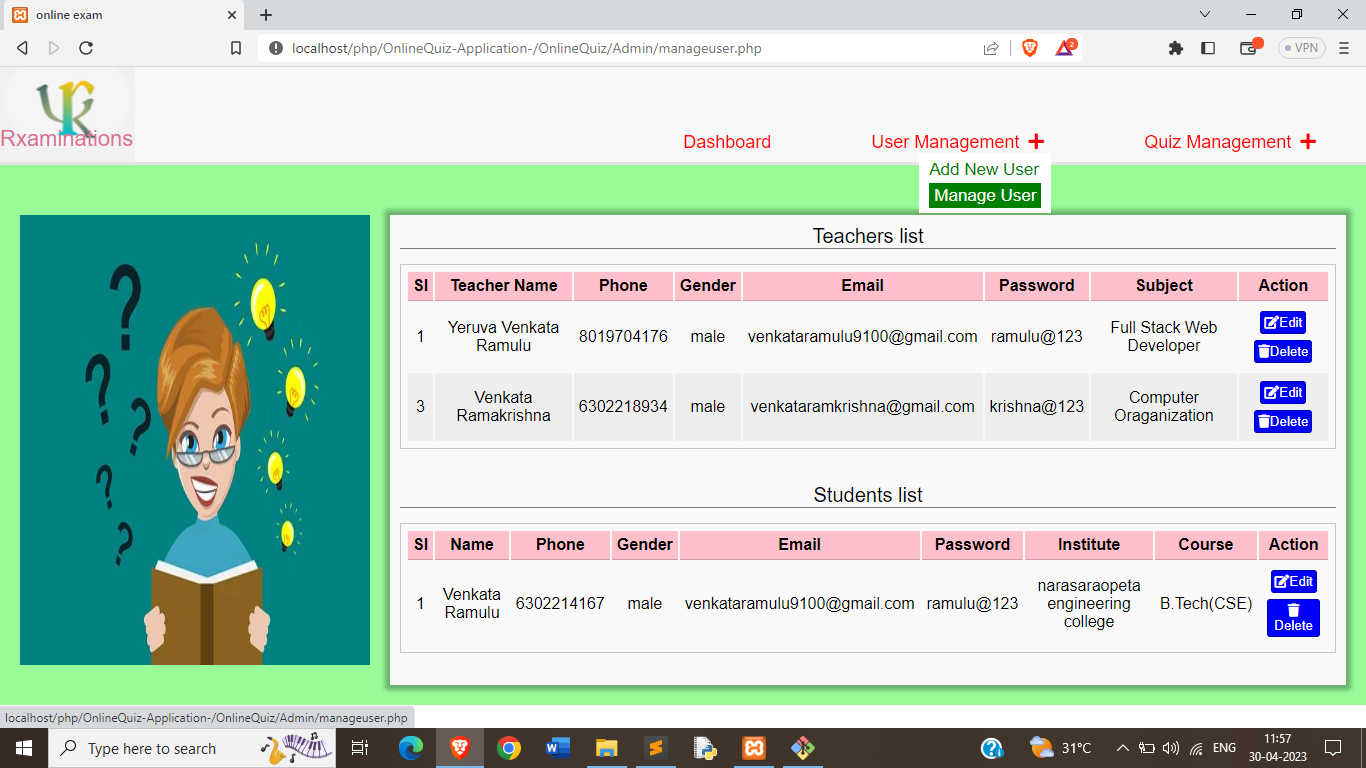 online exam
localhost/php/OnlineQuiz-Application-/OnlineQuiz/Admin/manageuser.php
2
VPN
Rxaminations
Dashboard
User Management
Quiz Management
Add New User
Manage User
Teachers list
Sl Teacher Name Phone Gender Email Password Subject Action
1 Yeruva Venkata Ramulu 8019704176 male venkataramulu9100@gmail.com ramulu@123 Full Stack Web Developer Edit Delete
3 Venkata Ramakrishna 6302218934 male venkataramkrishna@gmail.com krishna@123 Computer Oraganization Edit Delete
Students list
Sl Name Phone Gender Email Password Institute Course Action
1 Venkata Ramulu 6302214167 male venkataramulu9100@gmail.com ramulu@123 narasaraopeta engineering college B.Tech(CSE) Edit Delete
localhost/php/OnlineQuiz-Application-/OnlineQuiz/Admin/manageuser.php
Type here to search
31°C
ENG
11:57
30-04-2023